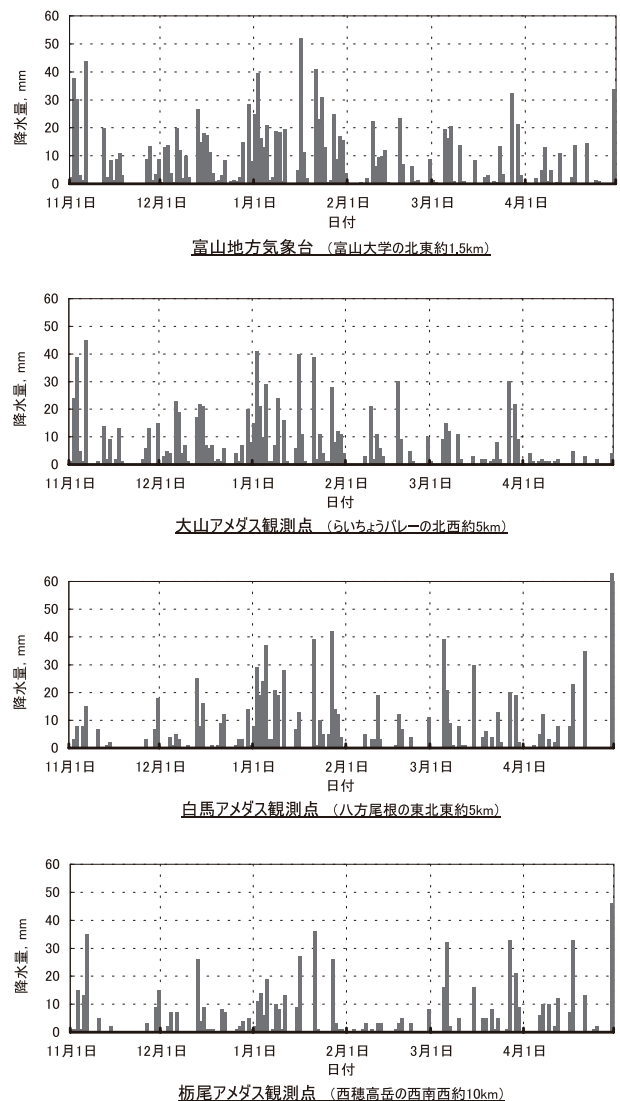 60
50
40
30
20
10
0
降水量, mm
11月1日 12月1日 1月1日 2月1日 3月1日 4月1日
日付
富山地方気象台 (富山大学の北東約1.5km)
60
50
40
30
20
10
0
降水量, mm
11月1日 12月1日 1月1日 2月1日 3月1日 4月1日
日付
大山アメダス観測点 (らいちょうバレーの北西約5km)
60
50
40
30
20
10
0
降水量, mm
11月1日 12月1日 1月1日 2月1日 3月1日 4月1日
日付
白馬アメダス観測点 (八方尾根の東北東約5km)
60
50
40
30
20
10
0
降水量, mm
11月1日 12月1日 1月1日 2月1日 3月1日 4月1日
日付
栃尾アメダス観測点 (西穂高岳の西南西約10km)